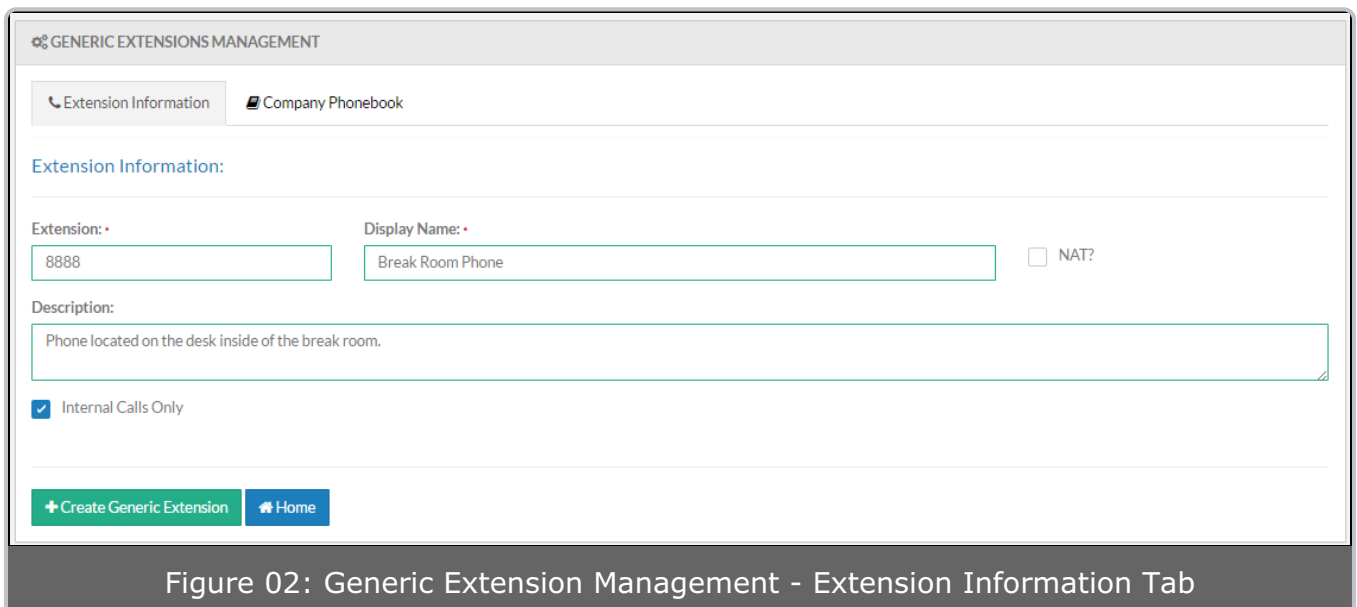 GENERIC EXTENSIONS MANAGEMENT
Extension Information Company Phonebook
Extension Information:
Extension: • Display Name: •
8888 Break Room Phone NAT?
Description:
Phone located on the desk inside of the break room.
Internal Calls Only
+ Create Generic Extension Home
Figure 02: Generic Extension Management - Extension Information Tab